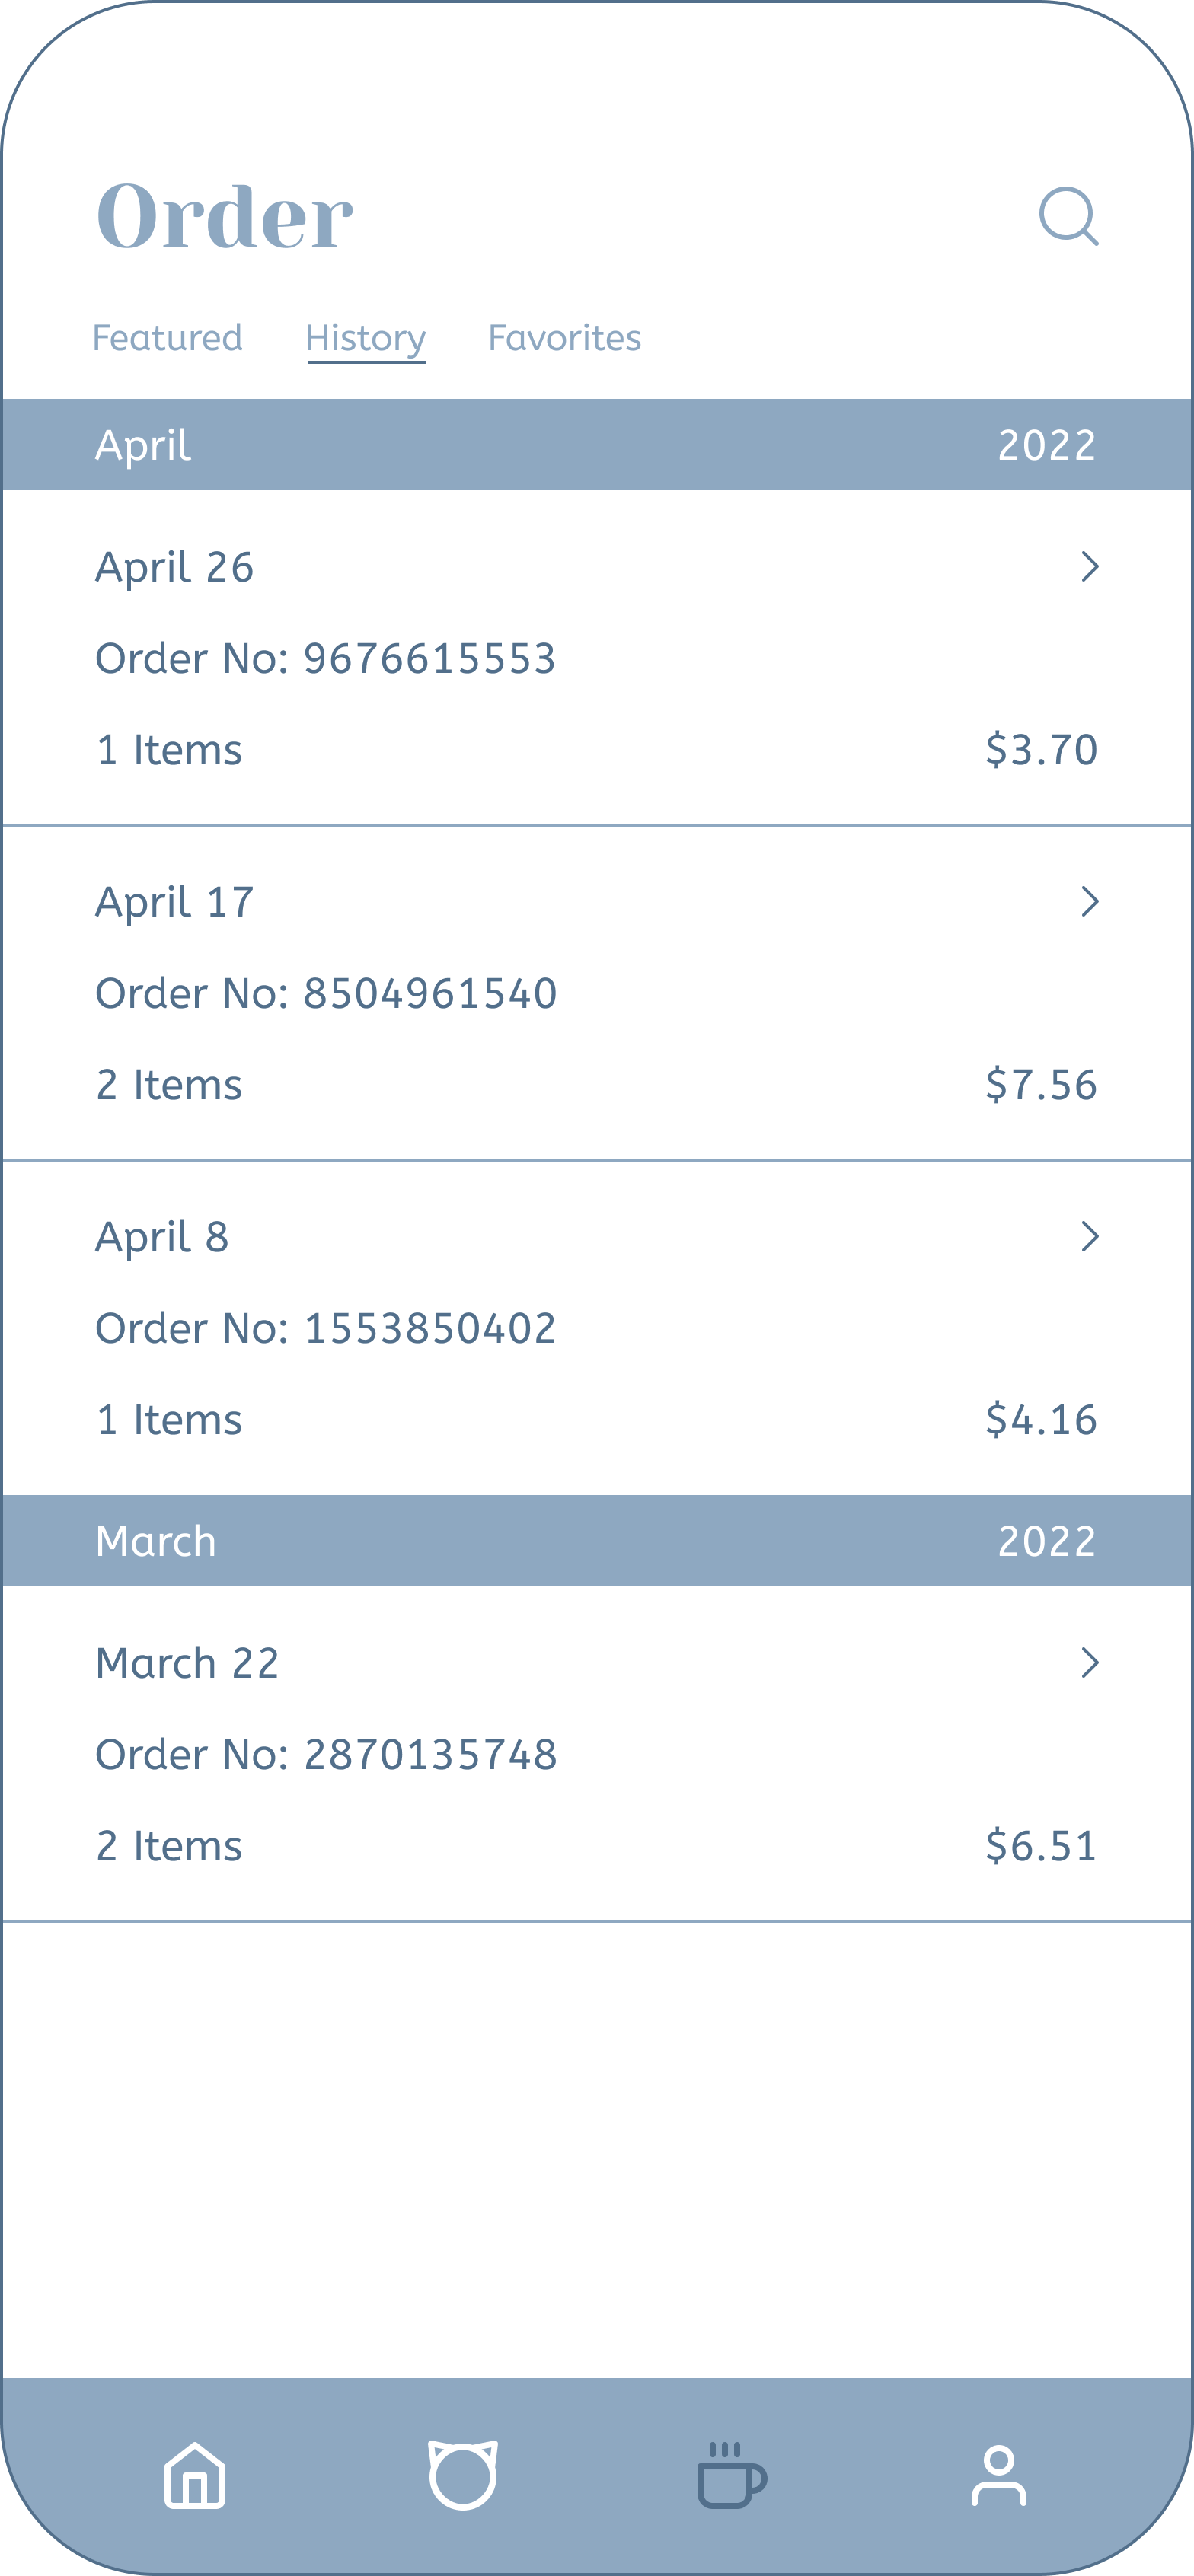 Order
Featured History Favorites
April 2022
April 26
Order No: 9676615553
1 Items $3.70
April 17
Order No: 8504961540
2 Items $7.56
April 8
Order No: 1553850402
1 Items $4.16
March 2022
March 22
Order No: 2870135748
2 Items $6.51